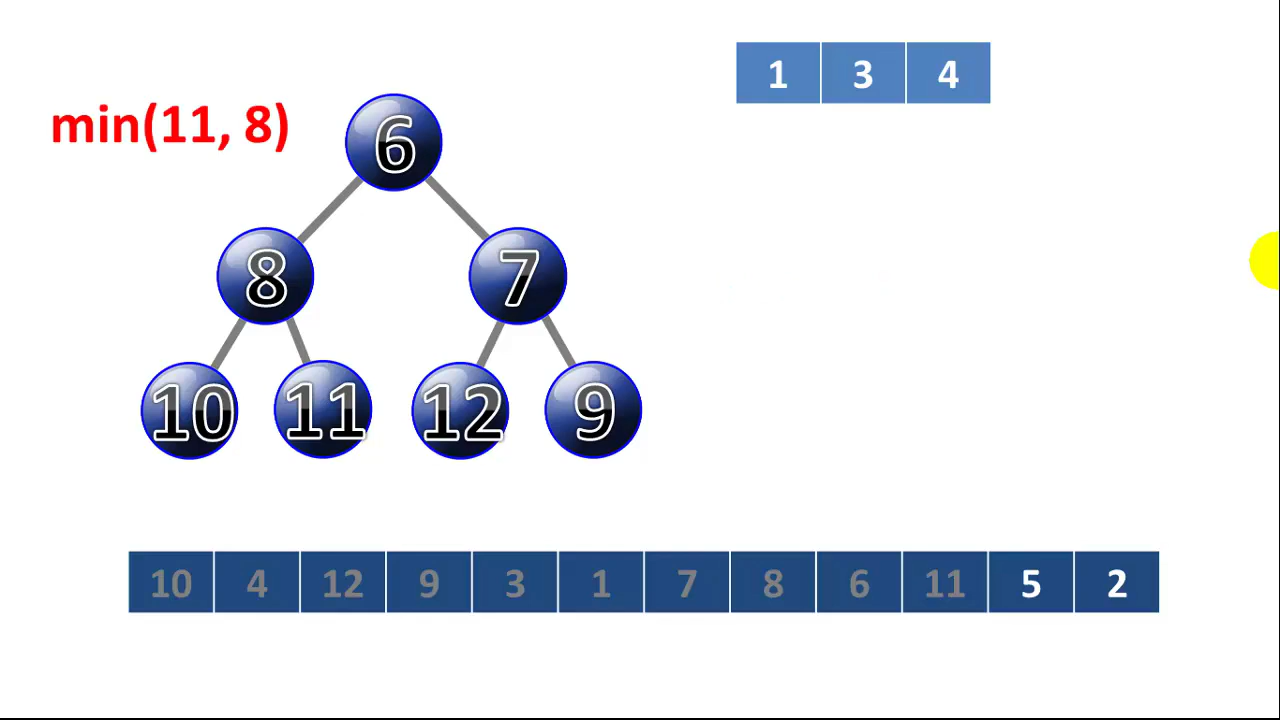 1 3 4
min(11, 8)
6
8 7
10 11 12 9
10 4 12 9 3 1 7 8 6 11 5 2